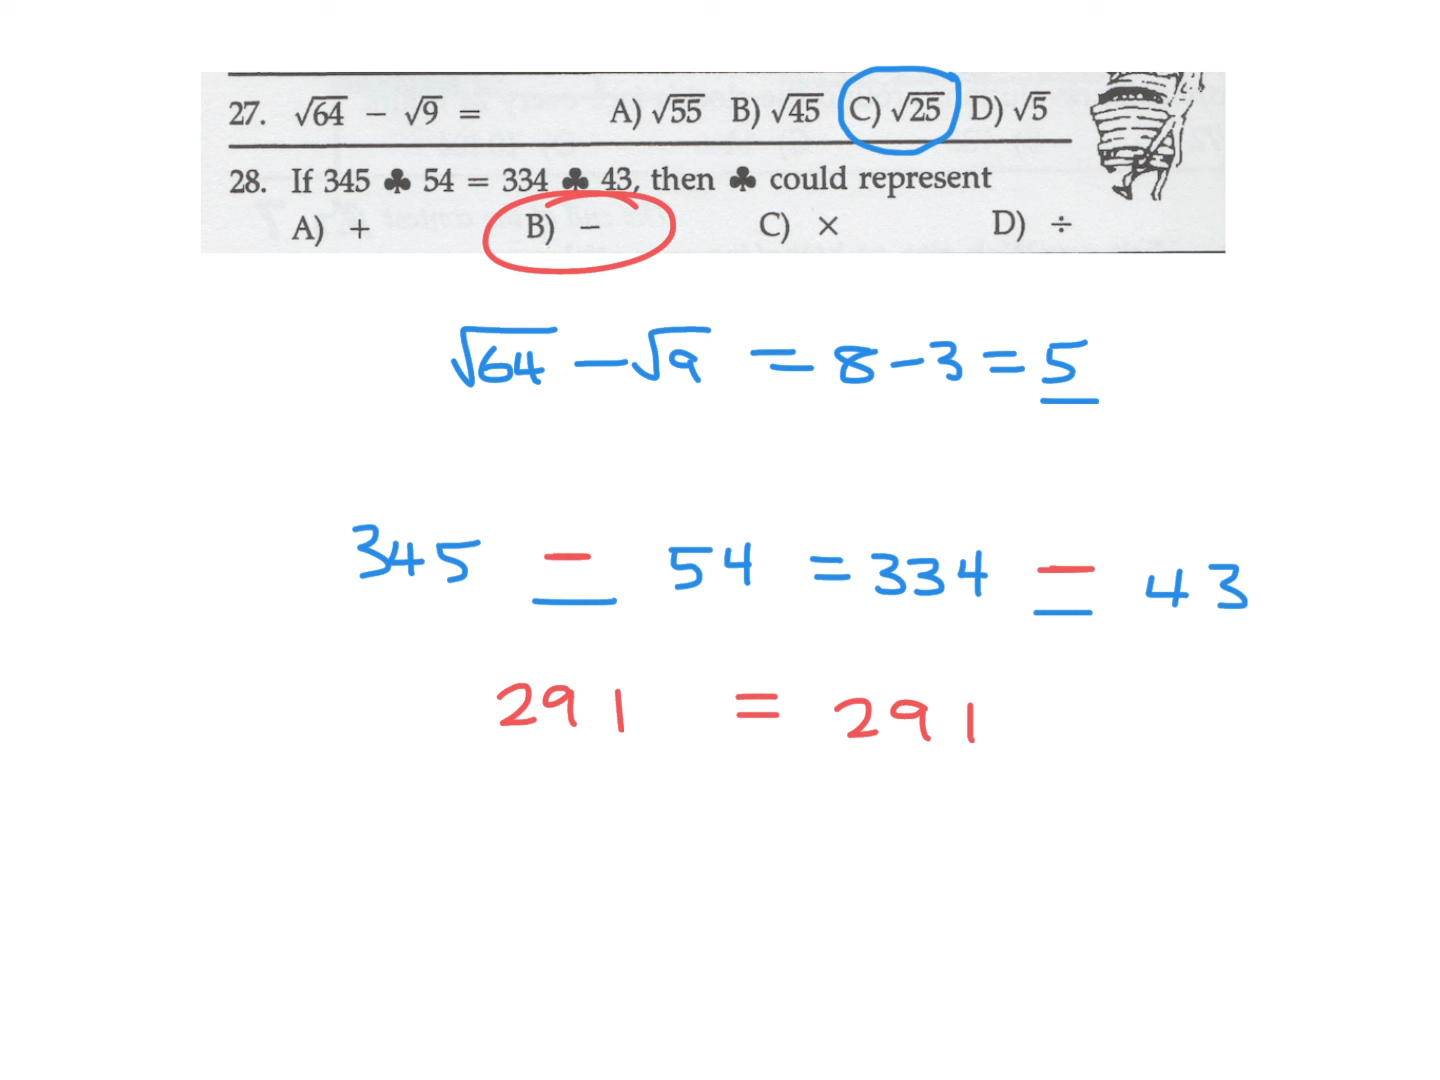 27. √64 − √9 = A) √55 B) √45 C) √25 D) √5
28. If 345 ♣ 54 = 334 ♣ 43, then ♣ could represent
A) + B) − C) × D) ÷
√64 − √9 = 8 − 3 = 5
345 − 54 = 334 − 43
291 = 291